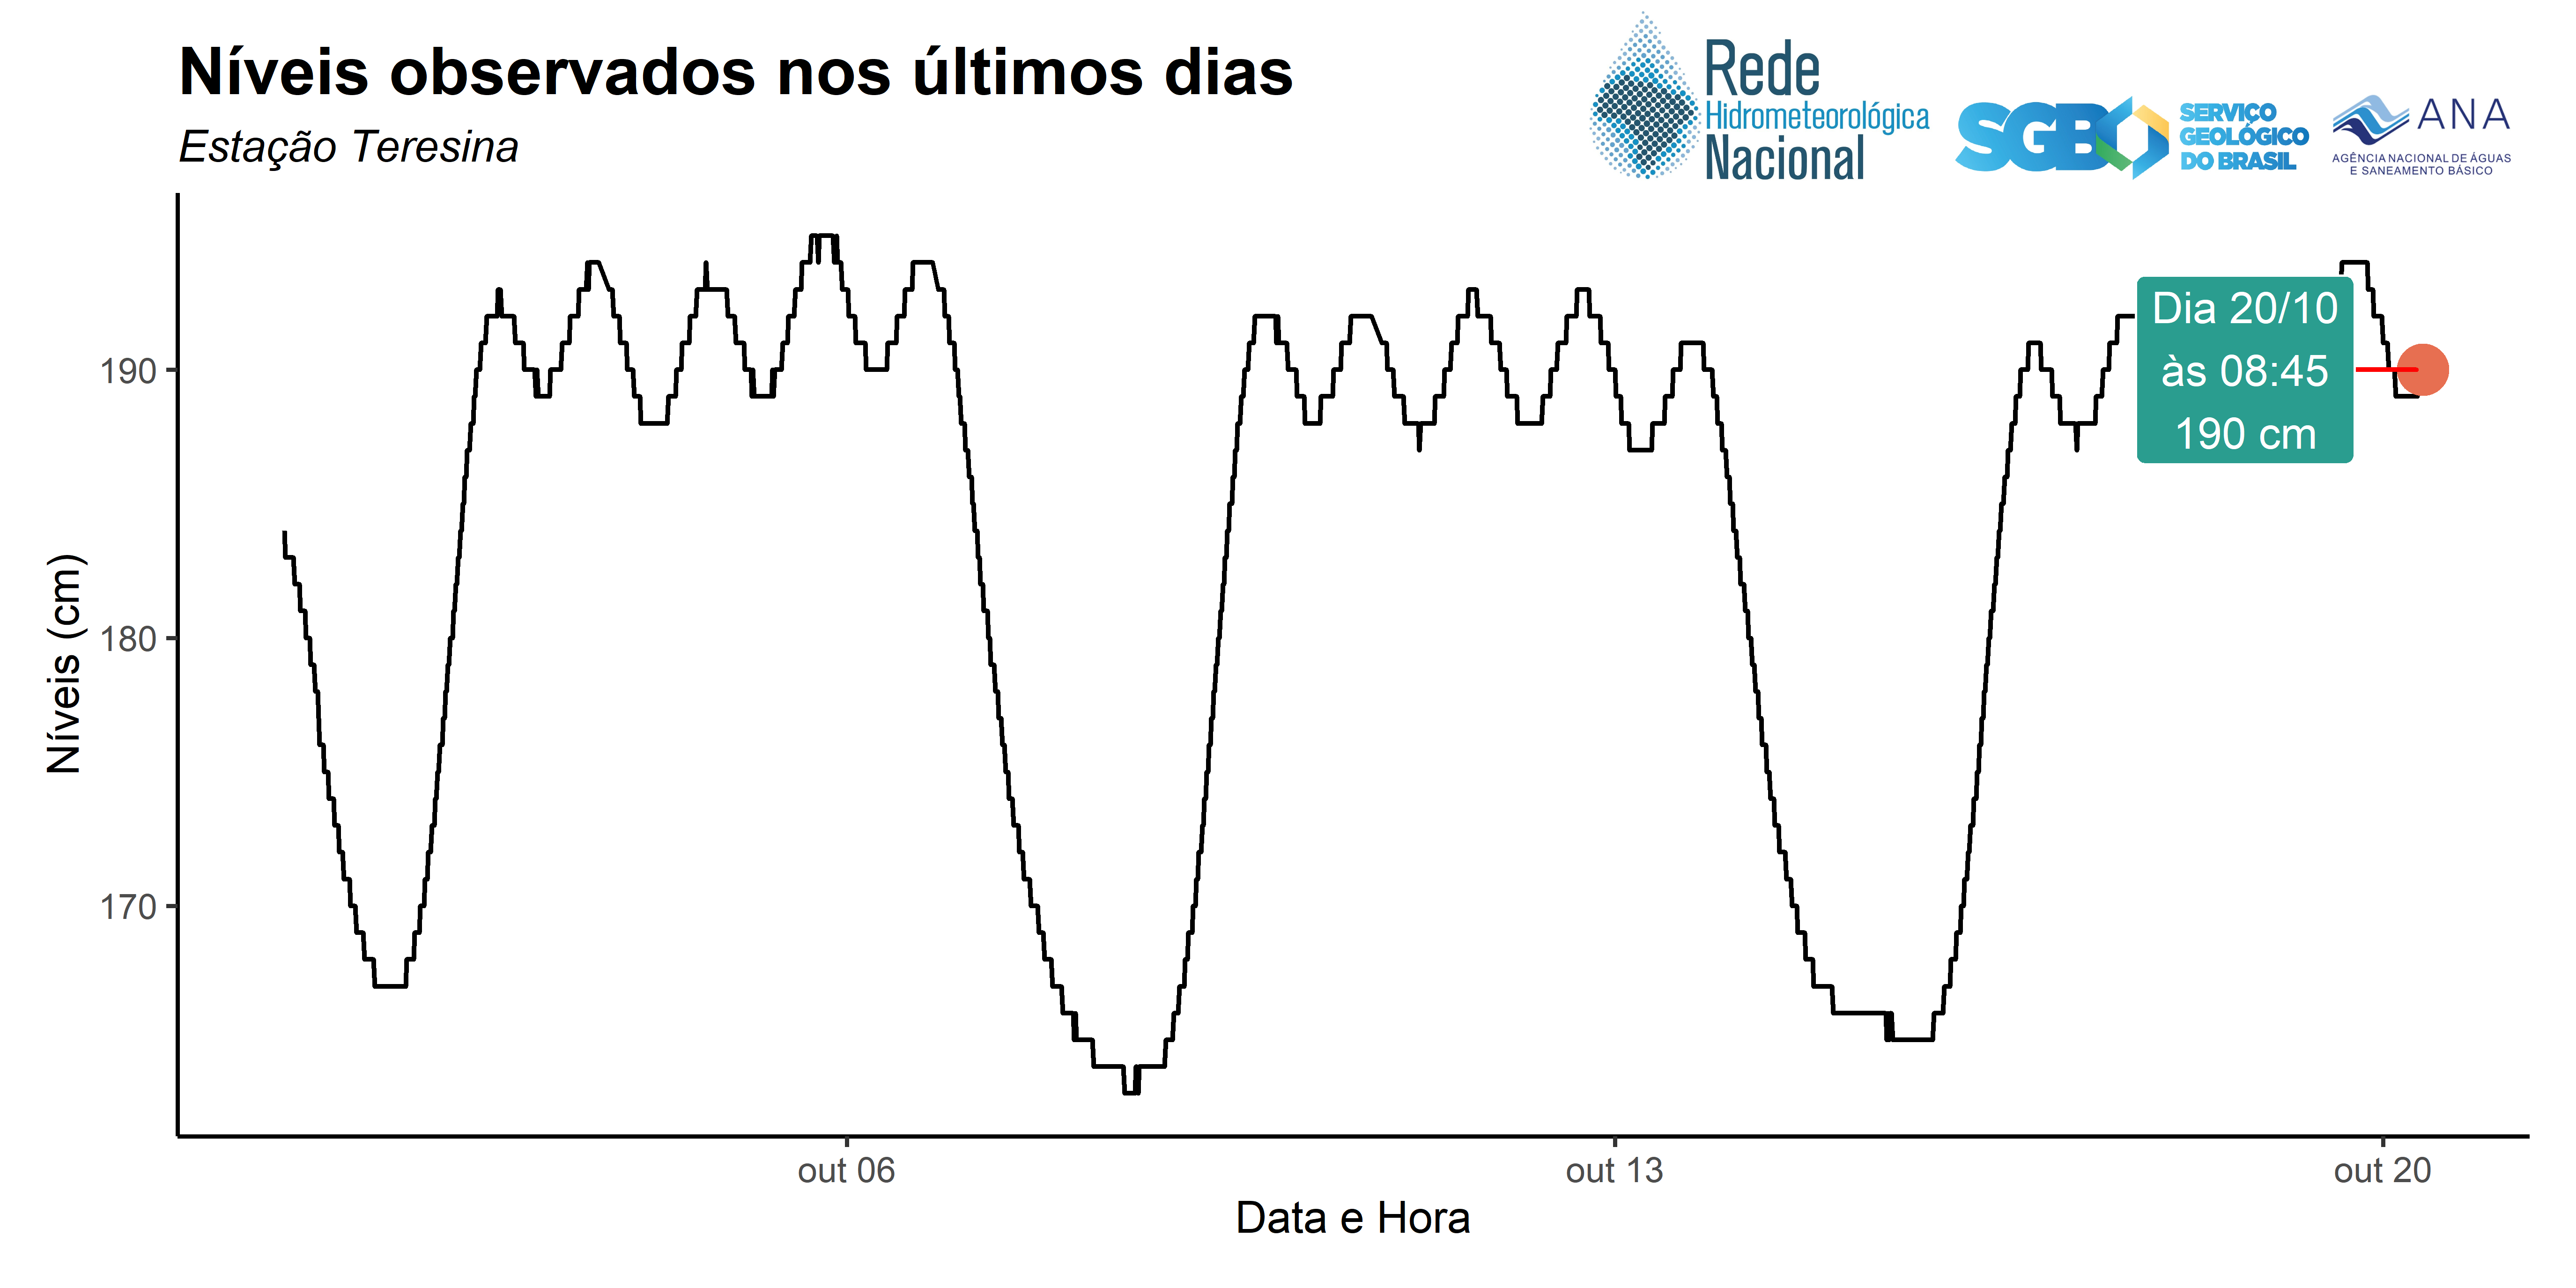 Níveis observados nos últimos dias
Estação Teresina
Rede
Hidrometeorológica
Nacional
SGB
SERVIÇO
GEOLÓGICO
DO BRASIL
ANA
AGÊNCIA NACIONAL DE ÁGUAS
E SANEAMENTO BÁSICO
Níveis (cm)
190
180
170
Dia 20/10
às 08:45
190 cm
out 06
out 13
out 20
Data e Hora